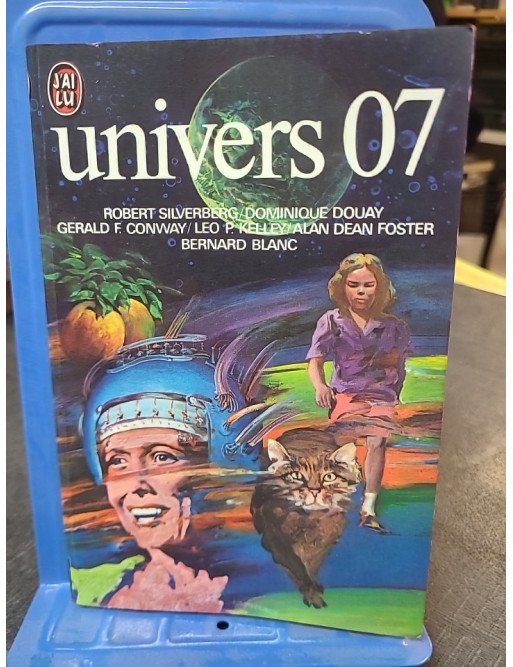 J'AI
LU
univers 07
ROBERT SILVERBERG/DOMINIQUE DOUAY
GERALD F. CONWAY/LEO P. KELLEY/ALAN DEAN FOSTER
BERNARD BLANC